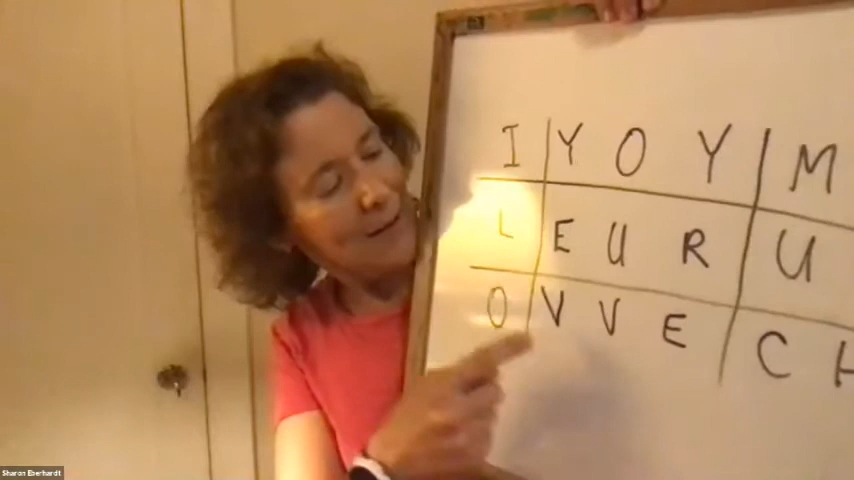 I Y O Y M
L E U R U
O V V E C H
Sharon Eberhardt